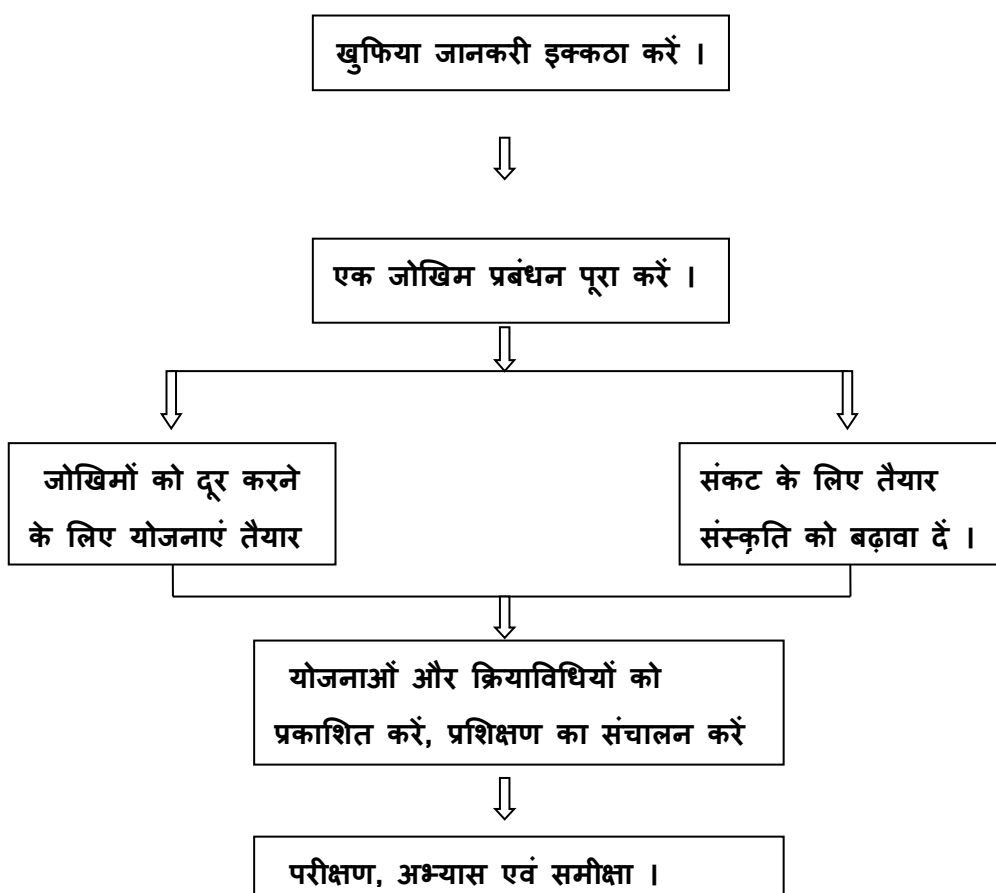 खुफिया जानकरी इक्कठा करें ।
एक जोखिम प्रबंधन पूरा करें ।
जोखिमों को दूर करने
के लिए योजनाएं तैयार
संकट के लिए तैयार
संस्कृति को बढ़ावा दें ।
योजनाओं और क्रियाविधियों को
प्रकाशित करें, प्रशिक्षण का संचालन करें
परीक्षण, अभ्यास एवं समीक्षा ।